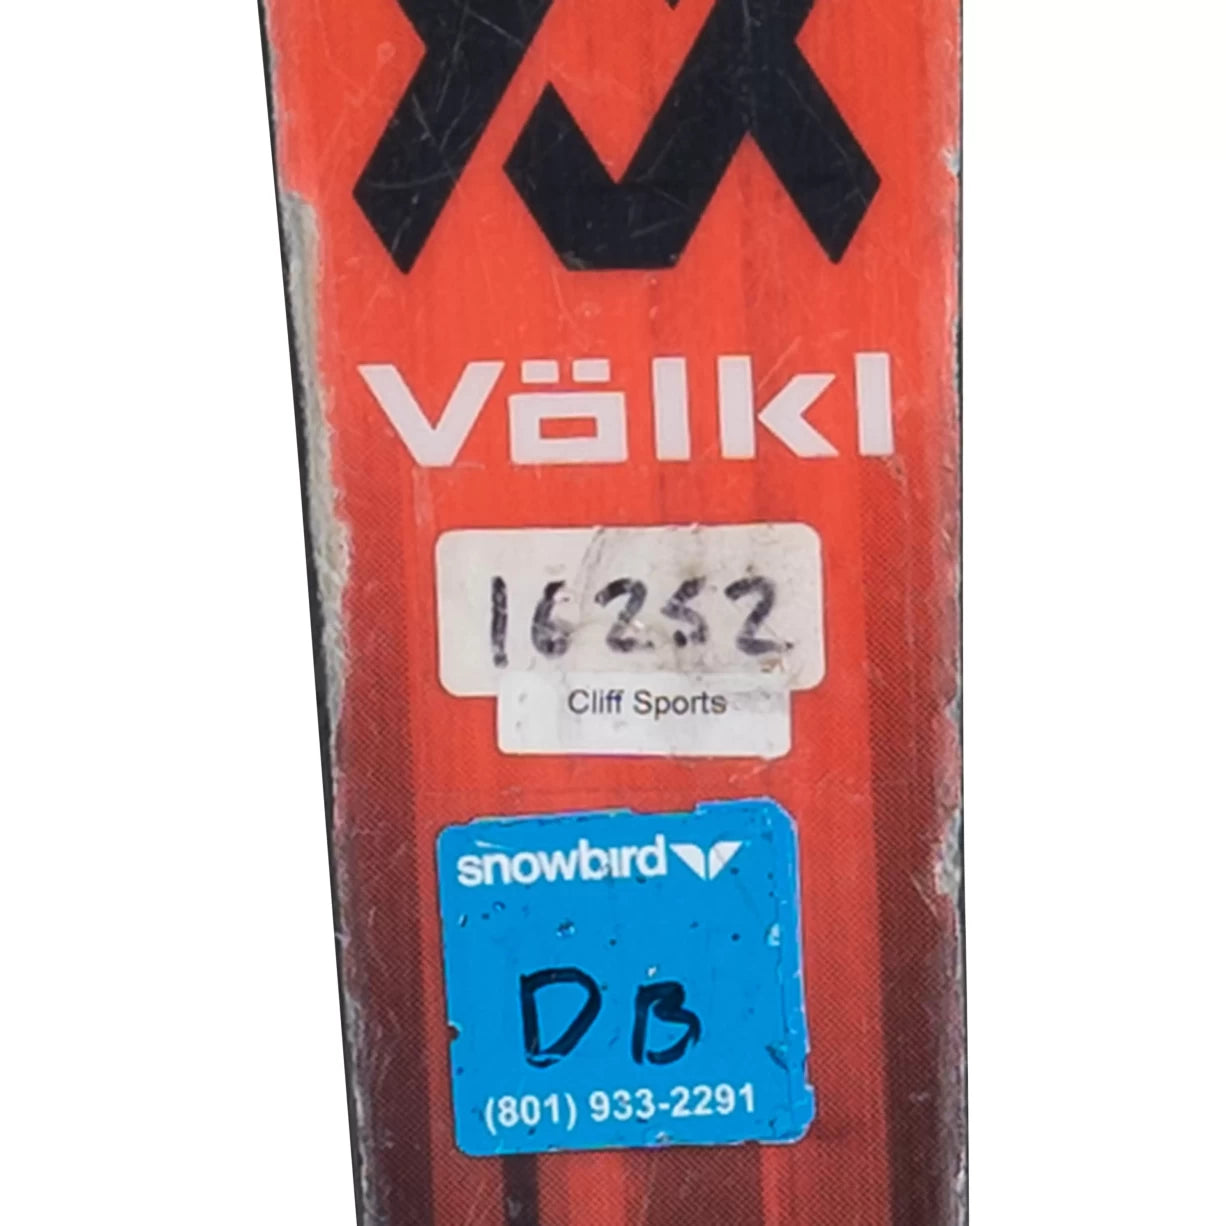 völkl
16252
Cliff Sports
snowbird
DB
(801) 933-2291